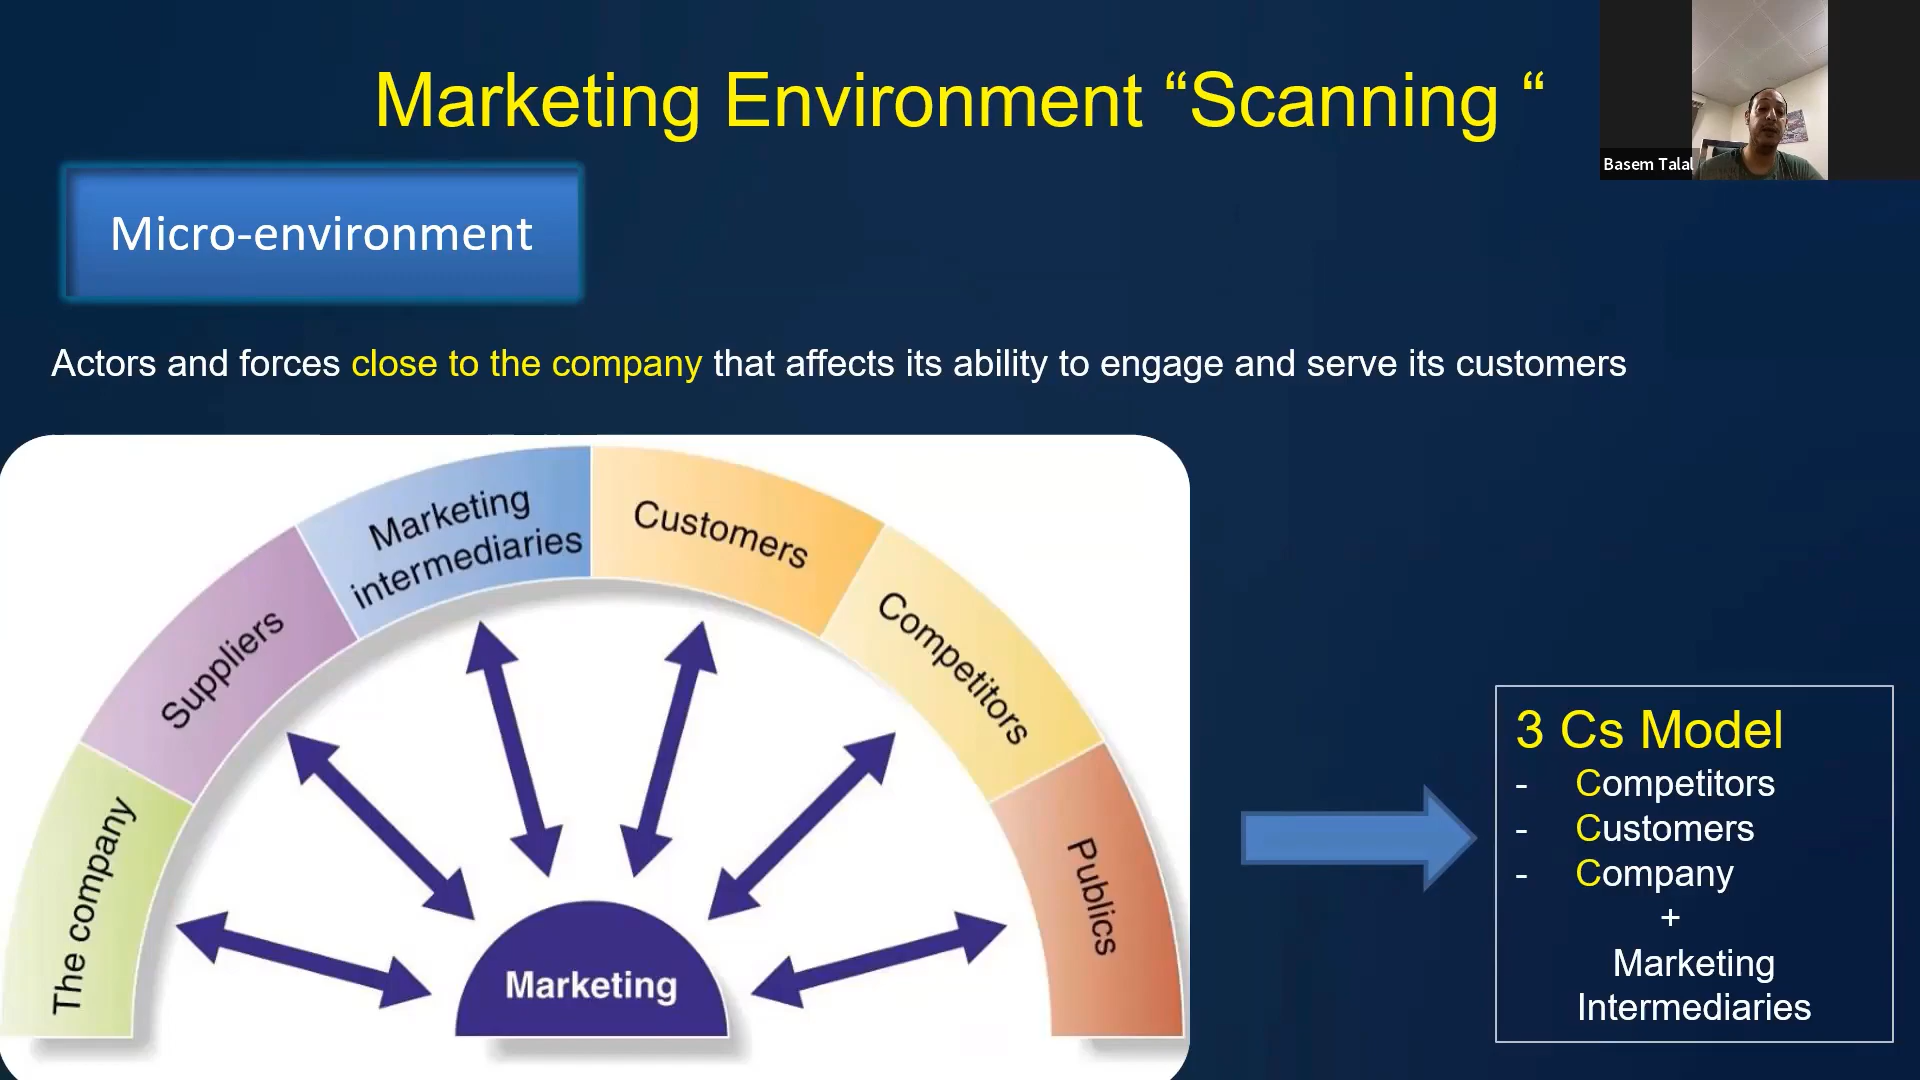 Marketing Environment “Scanning “
Basem Talal
Micro-environment
Actors and forces close to the company that affects its ability to engage and serve its customers
The company
Suppliers
Marketing
intermediaries
Customers
Competitors
Publics
Marketing
3 Cs Model
- Competitors
- Customers
- Company
+
Marketing
Intermediaries